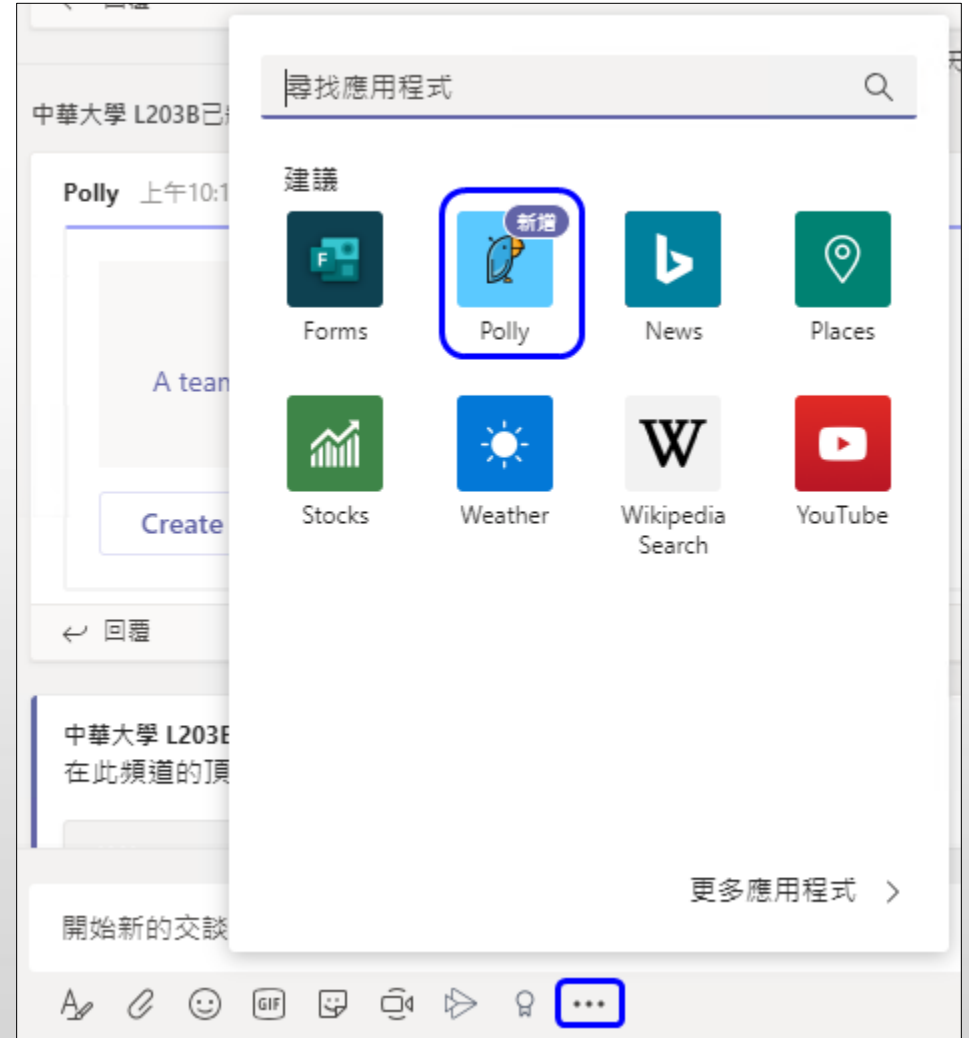 尋找應用程式
中華大學 L203B已
建議
Polly 上午10:1
新增
F
Forms
Polly
News
Places
A tean
W
Stocks
Weather
Wikipedia
Search
YouTube
Create
回覆
中華大學 L203B
在此頻道的頂
更多應用程式
開始新的交談
GIF